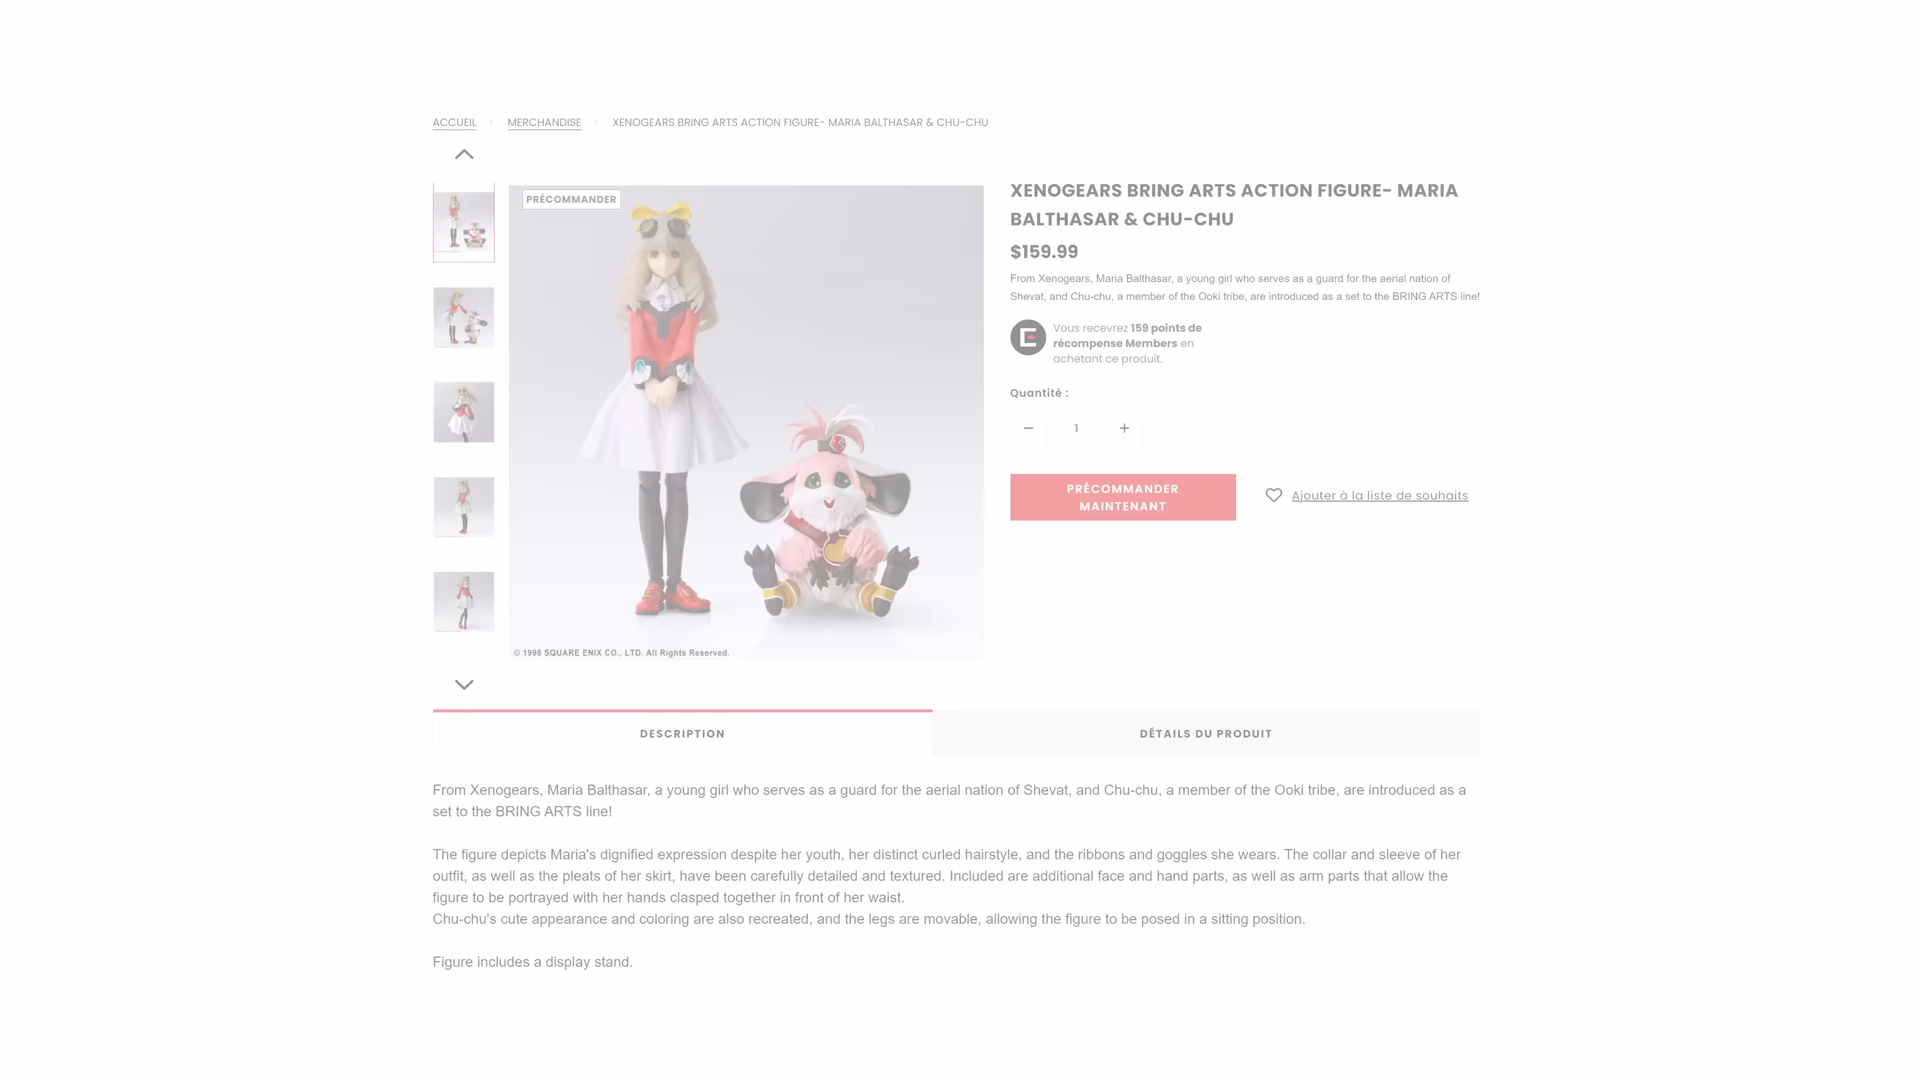 ACCUEIL > MERCHANDISE > XENOGEARS BRING ARTS ACTION FIGURE- MARIA BALTHASAR & CHU-CHU
PRÉCOMMANDER
© 1998 SQUARE ENIX CO., LTD. All Rights Reserved.
XENOGEARS BRING ARTS ACTION FIGURE- MARIA
BALTHASAR & CHU-CHU
$159.99
From Xenogears, Maria Balthasar, a young girl who serves as a guard for the aerial nation of
Shevat, and Chu-chu, a member of the Ooki tribe, are introduced as a set to the BRING ARTS line!
Vous recevrez 159 points de
récompense Members en
achetant ce produit.
Quantité :
− 1 +
PRÉCOMMANDER
MAINTENANT
Ajouter à la liste de souhaits
DESCRIPTION
DÉTAILS DU PRODUIT
From Xenogears, Maria Balthasar, a young girl who serves as a guard for the aerial nation of Shevat, and Chu-chu, a member of the Ooki tribe, are introduced as a
set to the BRING ARTS line!
The figure depicts Maria's dignified expression despite her youth, her distinct curled hairstyle, and the ribbons and goggles she wears. The collar and sleeve of her
outfit, as well as the pleats of her skirt, have been carefully detailed and textured. Included are additional face and hand parts, as well as arm parts that allow the
figure to be portrayed with her hands clasped together in front of her waist.
Chu-chu's cute appearance and coloring are also recreated, and the legs are movable, allowing the figure to be posed in a sitting position.
Figure includes a display stand.